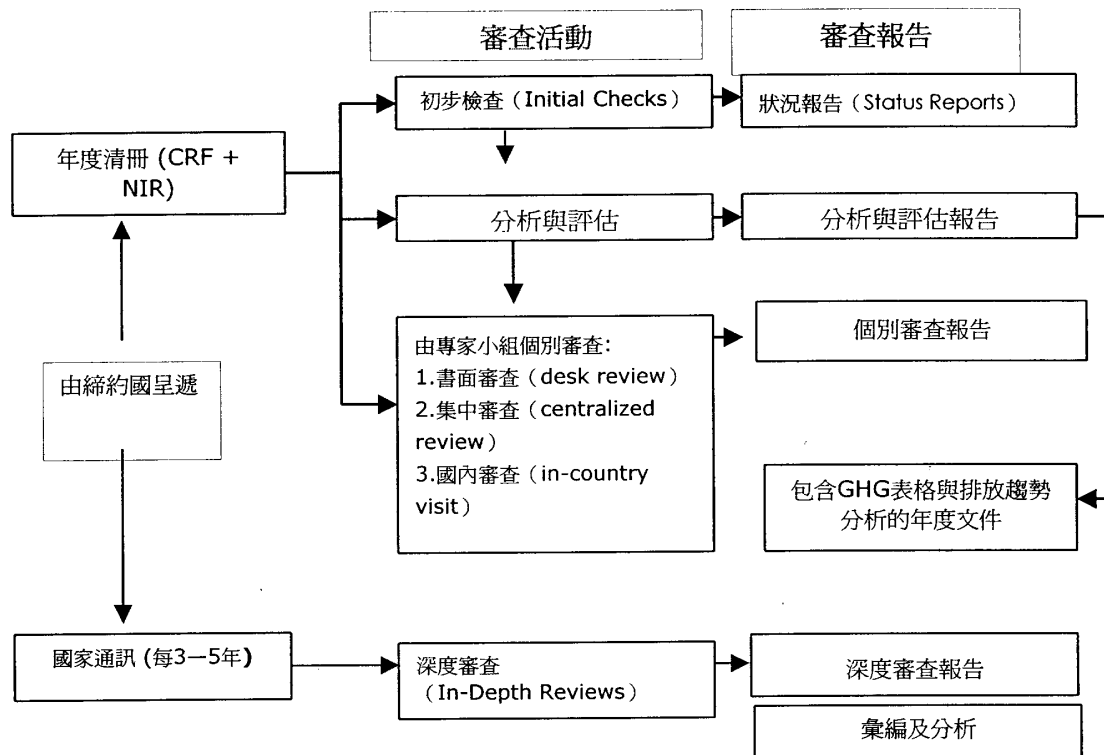 審查活動
審查報告
初步檢查（Initial Checks）
狀況報告（Status Reports）
年度清冊 (CRF +
NIR)
分析與評估
分析與評估報告
由專家小組個別審查:
1.書面審查（desk review）
2.集中審查（centralized
review）
3.國內審查（in-country
visit）
個別審查報告
由締約國呈遞
包含GHG表格與排放趨勢
分析的年度文件
國家通訊 (每3—5年)
深度審查
（In-Depth Reviews）
深度審查報告
彙編及分析